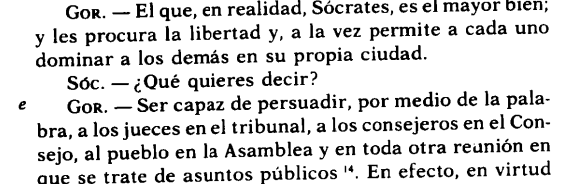 GOR. — El que, en realidad, Sócrates, es el mayor bien;
y les procura la libertad y, a la vez permite a cada uno
dominar a los demás en su propia ciudad.
SÓC. — ¿Qué quieres decir?
e GOR. — Ser capaz de persuadir, por medio de la pala-
bra, a los jueces en el tribunal, a los consejeros en el Con-
sejo, al pueblo en la Asamblea y en toda otra reunión en
que se trate de asuntos públicos ¹⁴. En efecto, en virtud